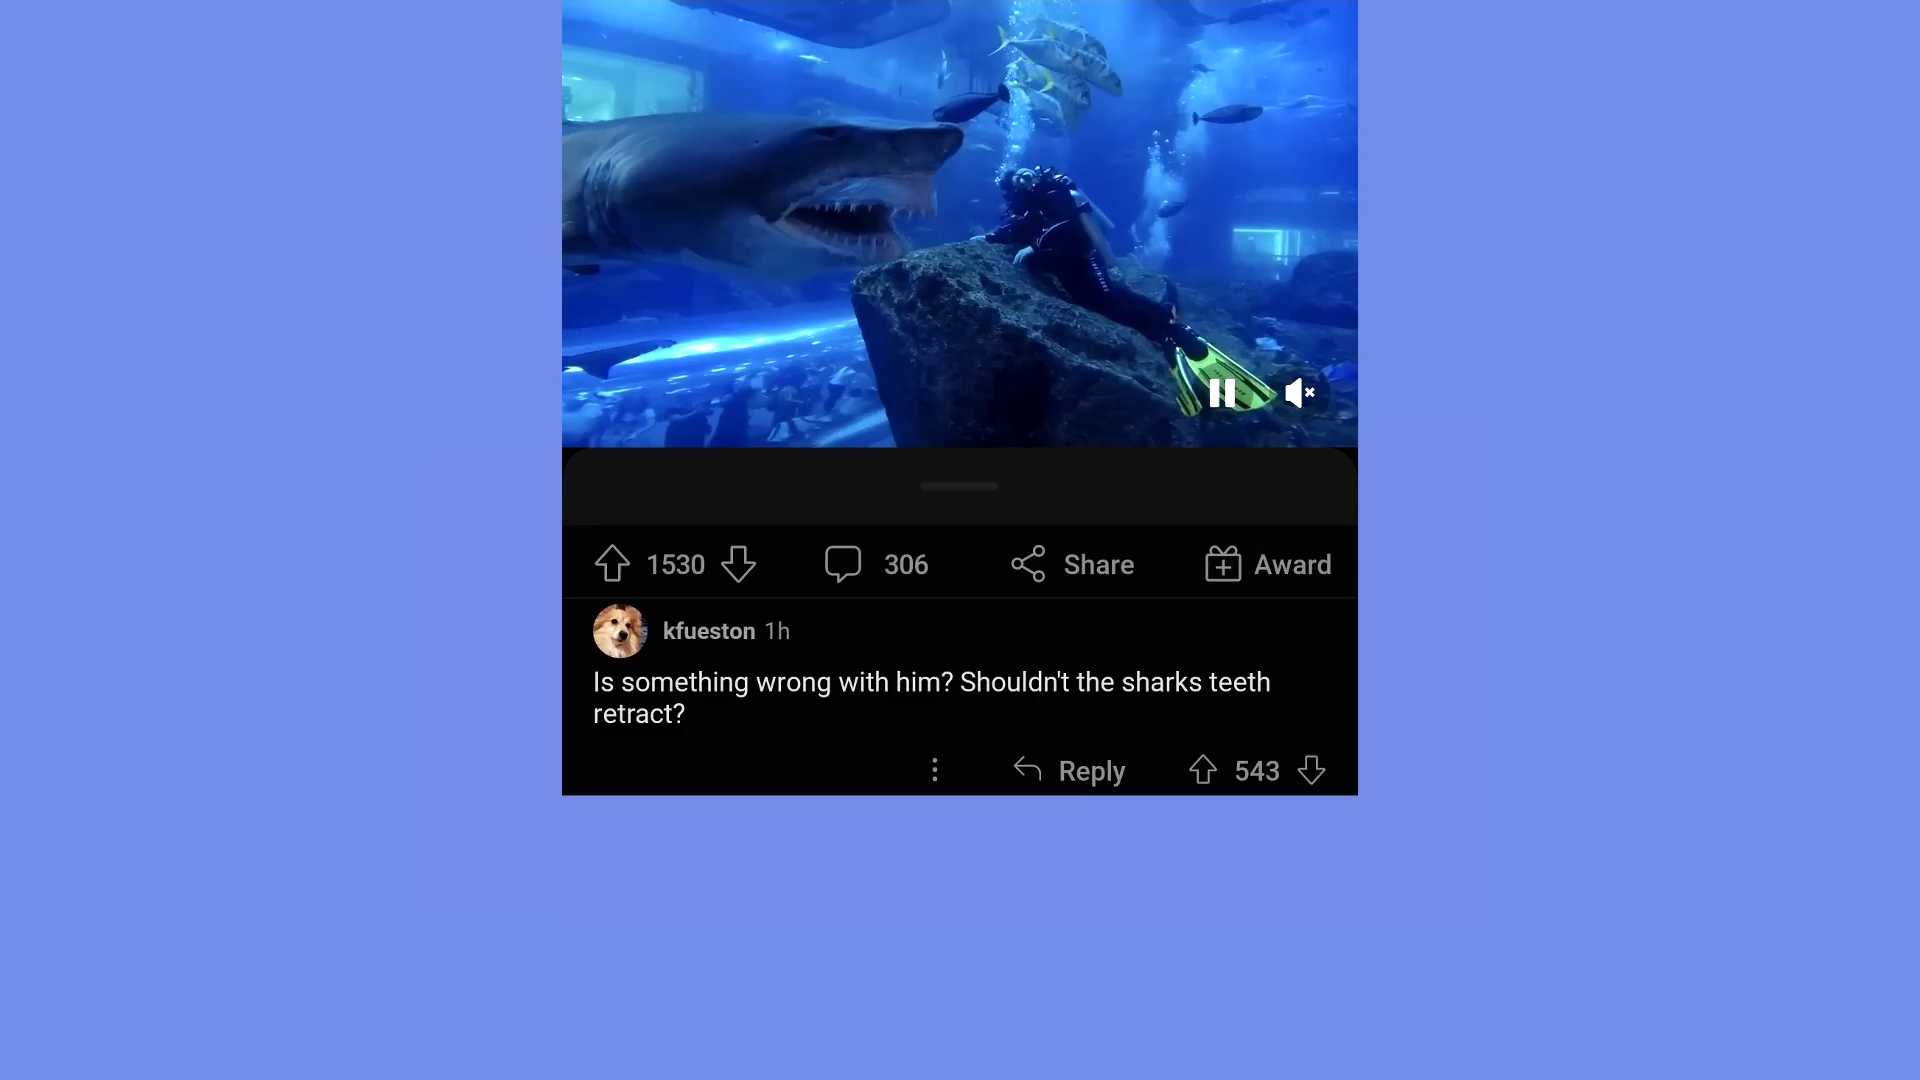 1530 306 Share Award
kfueston 1h
Is something wrong with him? Shouldn't the sharks teeth
retract?
Reply 543